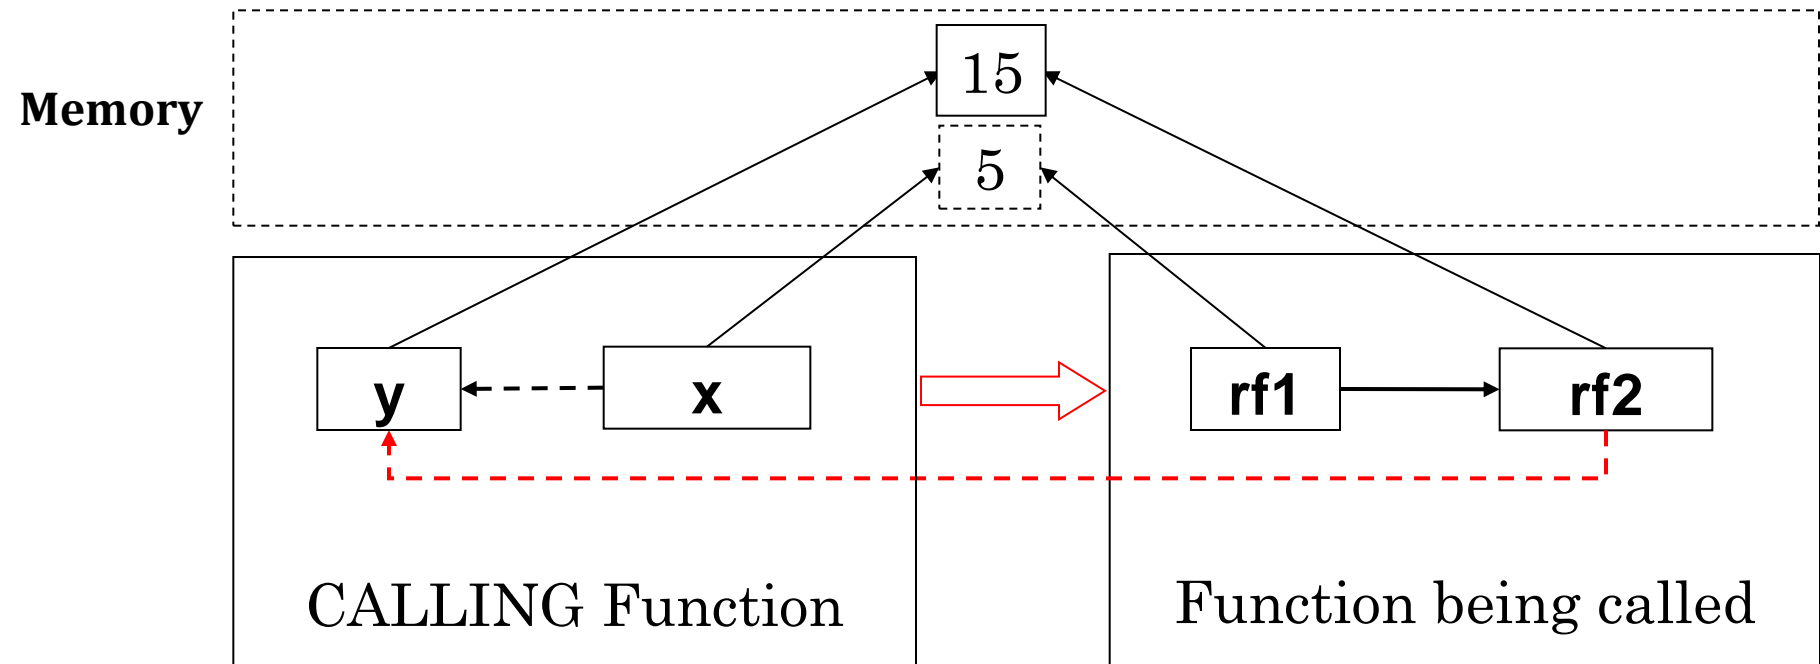 15
Memory
5
y
x
rf1
rf2
CALLING Function
Function being called